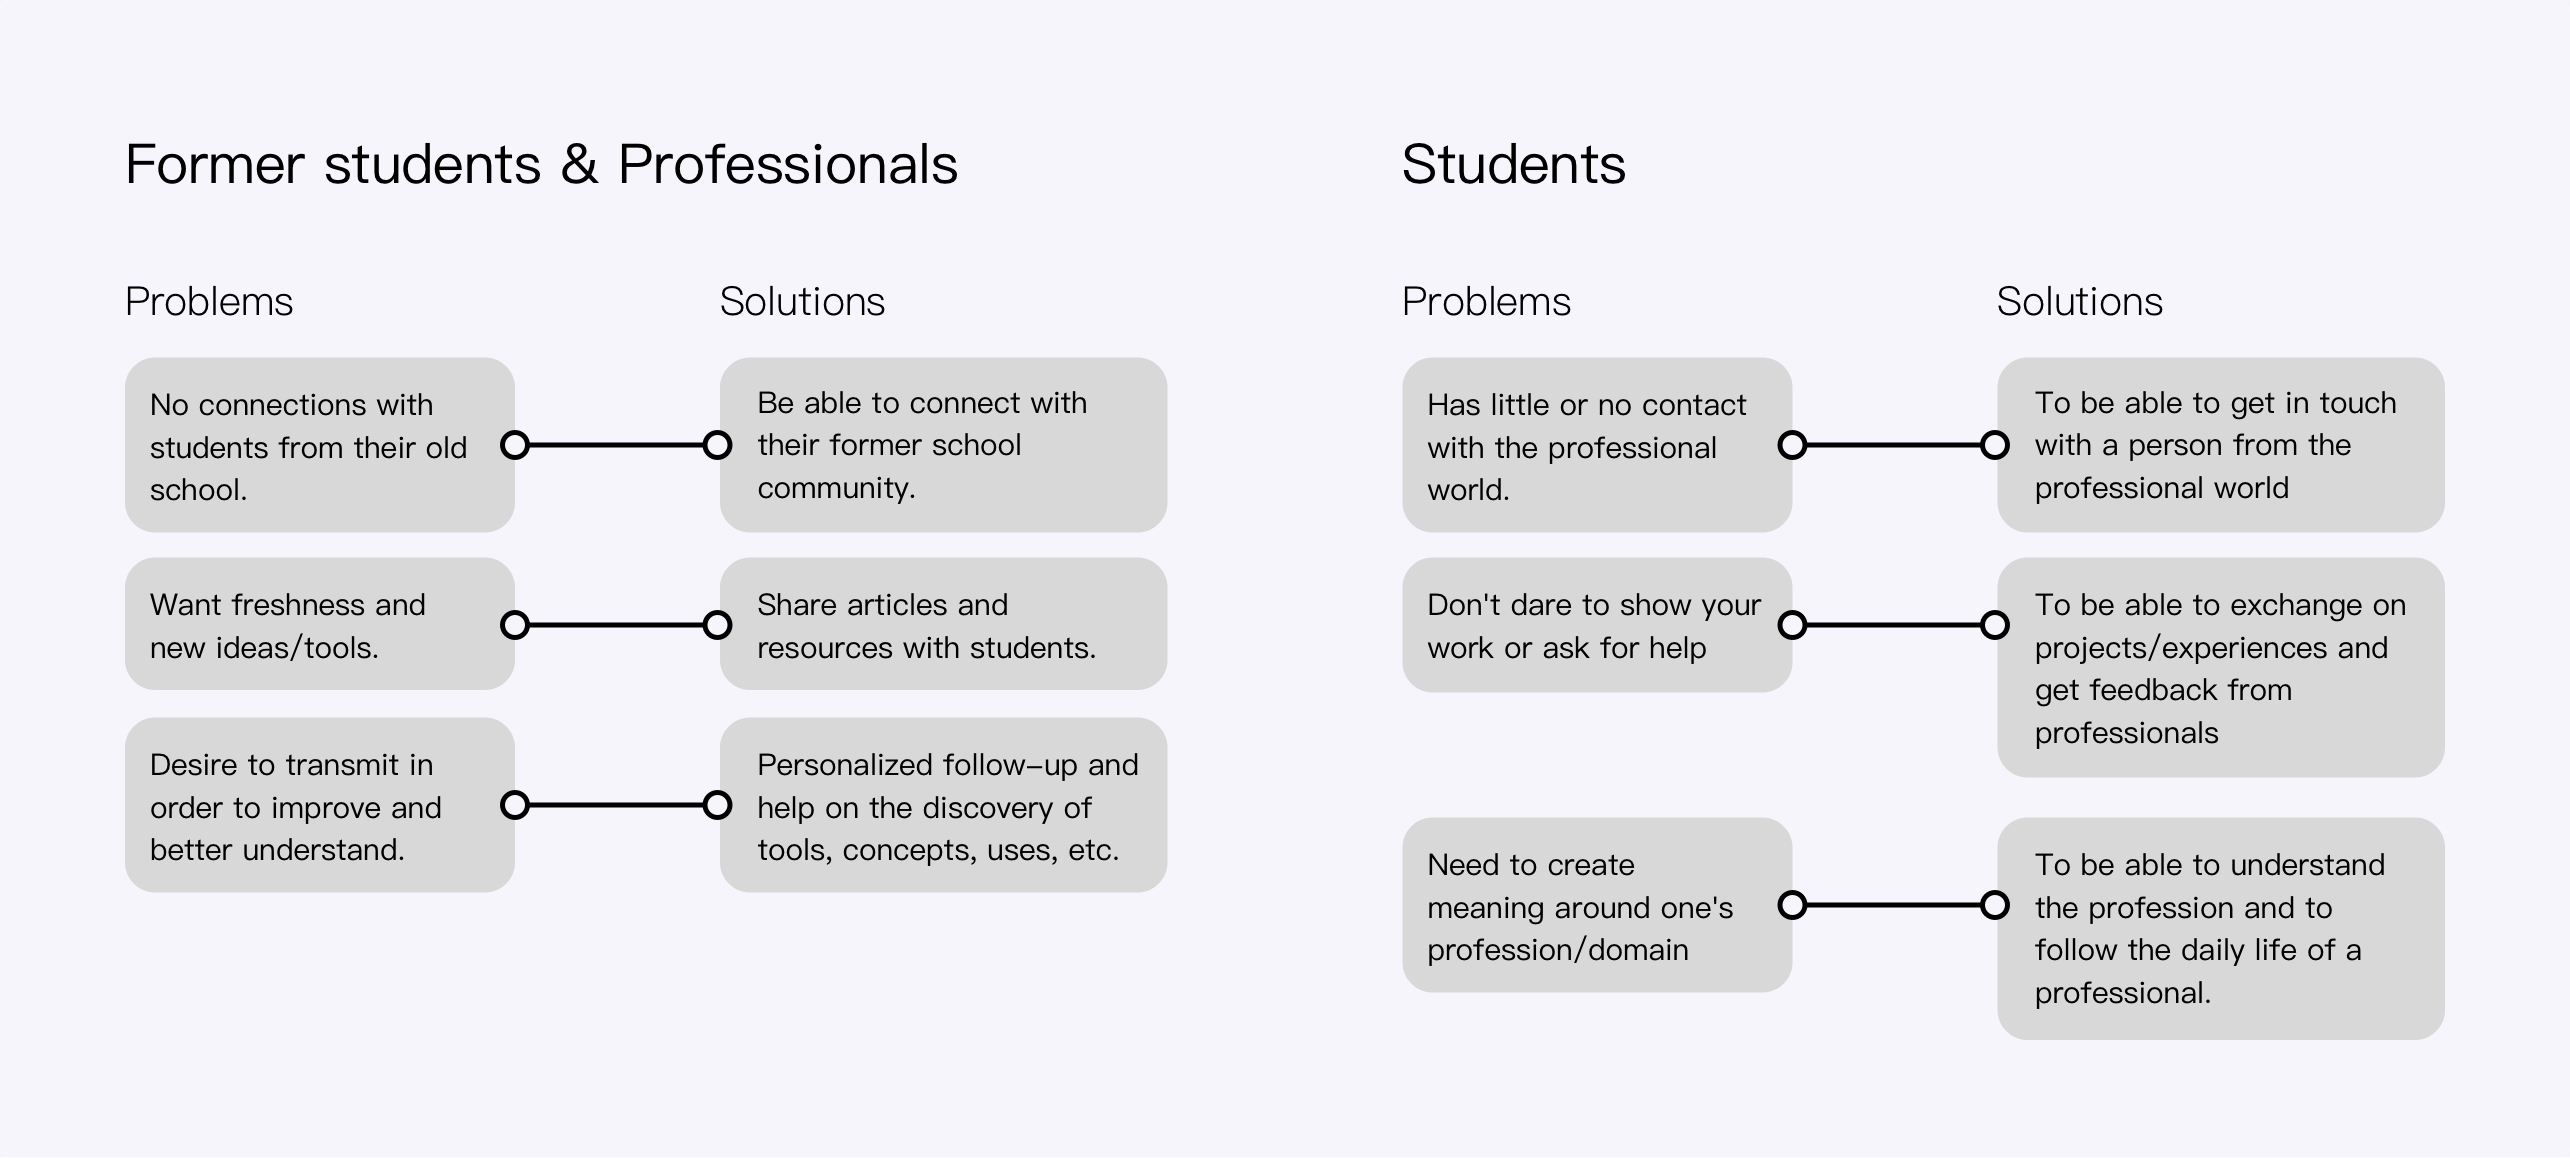 Former students & Professionals
Problems
Solutions
No connections with
students from their old
school.
Be able to connect with
their former school
community.
Want freshness and
new ideas/tools.
Share articles and
resources with students.
Desire to transmit in
order to improve and
better understand.
Personalized follow-up and
help on the discovery of
tools, concepts, uses, etc.
Students
Problems
Solutions
Has little or no contact
with the professional
world.
To be able to get in touch
with a person from the
professional world
Don't dare to show your
work or ask for help
To be able to exchange on
projects/experiences and
get feedback from
professionals
Need to create
meaning around one's
profession/domain
To be able to understand
the profession and to
follow the daily life of a
professional.